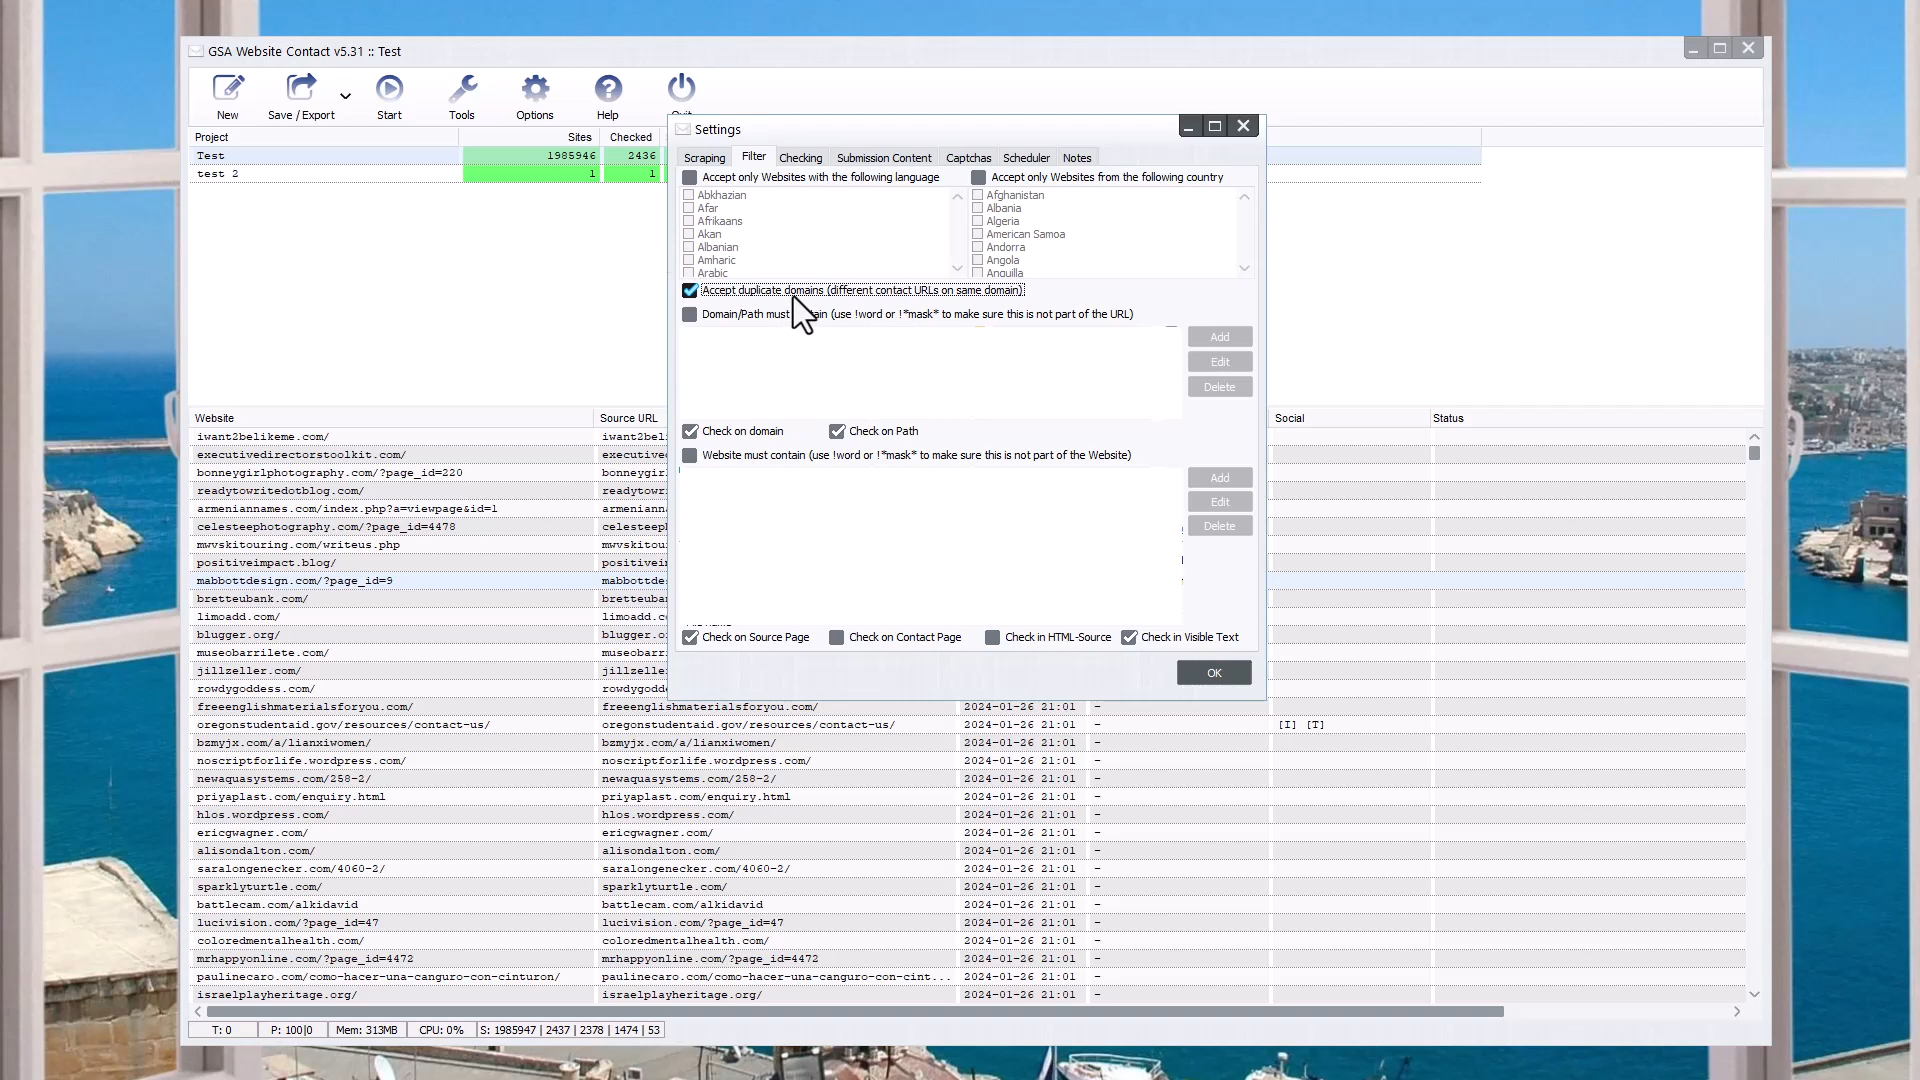 GSA Website Contact v5.31 :: Test
New
Save / Export
Start
Tools
Options
Help
Project Sites Checked
Test 1985946 2436
test 2 1 1
Settings
Scraping Filter Checking Submission Content Captchas Scheduler Notes
Accept only Websites with the following language
Abkhazian
Afar
Afrikaans
Akan
Albanian
Amharic
Arabic
Accept only Websites from the following country
Afghanistan
Albania
Algeria
American Samoa
Andorra
Angola
Anguilla
Accept duplicate domains (different contact URLs on same domain)
Domain/Path must (use !word or !*mask* to make sure this is not part of the URL)
Add
Edit
Delete
Check on domain Check on Path
Website must contain (use !word or !*mask* to make sure this is not part of the Website)
Add
Edit
Delete
Check on Source Page Check on Contact Page Check in HTML-Source Check in Visible Text
OK
Website Source URL Social Status
iwant2belikeme.com/ iwant2beli
executivedirectorstoolkit.com/ executive
bonneygirlphotography.com/?page_id=220 bonneygirl
readytowritedotblog.com/ readytowri
armeniannames.com/index.php?a=viewpage&id=1 armenianna
celesteephotography.com/?page_id=4478 celesteeph
mwvskitouring.com/writeus.php mwvskitou
positiveimpact.blog/ positivei
mabbottdesign.com/?page_id=9 mabbottde
bretteubank.com/ bretteuba
limoadd.com/ limoadd.c
blugger.org/ blugger.o
museobarrilete.com/ museobarr
jillzeller.com/ jillzelle
rowdygoddess.com/ rowdygodd
freeenglishmaterialsforyou.com/ freeenglishmaterialsforyou.com/ 2024-01-26 21:01 -
oregonstudentaid.gov/resources/contact-us/ oregonstudentaid.gov/resources/contact-us/ 2024-01-26 21:01 - [I] [T]
bzmyjx.com/a/lianxiwomen/ bzmyjx.com/a/lianxiwomen/ 2024-01-26 21:01 -
noscriptforlife.wordpress.com/ noscriptforlife.wordpress.com/ 2024-01-26 21:01 -
newaquasystems.com/258-2/ newaquasystems.com/258-2/ 2024-01-26 21:01 -
priyaplast.com/enquiry.html priyaplast.com/enquiry.html 2024-01-26 21:01 -
hlos.wordpress.com/ hlos.wordpress.com/ 2024-01-26 21:01 -
ericgwagner.com/ ericgwagner.com/ 2024-01-26 21:01 -
alisondalton.com/ alisondalton.com/ 2024-01-26 21:01 -
saralongenecker.com/4060-2/ saralongenecker.com/4060-2/ 2024-01-26 21:01 -
sparklyturtle.com/ sparklyturtle.com/ 2024-01-26 21:01 -
battlecam.com/alkidavid battlecam.com/alkidavid 2024-01-26 21:01 -
lucivision.com/?page_id=47 lucivision.com/?page_id=47 2024-01-26 21:01 -
coloredmentalhealth.com/ coloredmentalhealth.com/ 2024-01-26 21:01 -
mrhappyonline.com/?page_id=4472 mrhappyonline.com/?page_id=4472 2024-01-26 21:01 -
paulinecaro.com/como-hacer-una-canguro-con-cinturon/ paulinecaro.com/como-hacer-una-canguro-con-cint... 2024-01-26 21:01 -
israelplayheritage.org/ israelplayheritage.org/ 2024-01-26 21:01 -
T: 0 P: 100|0 Mem: 313MB CPU: 0% S: 1985947 | 2437 | 2378 | 1474 | 53